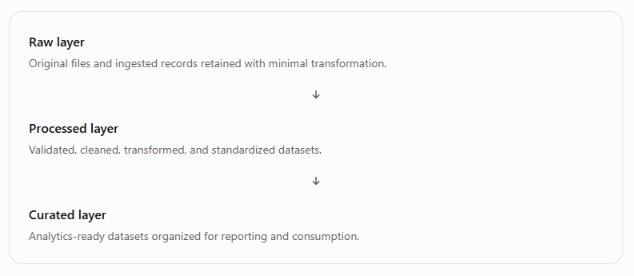 Raw layer
Original files and ingested records retained with minimal transformation.
↓
Processed layer
Validated, cleaned, transformed, and standardized datasets.
↓
Curated layer
Analytics-ready datasets organized for reporting and consumption.